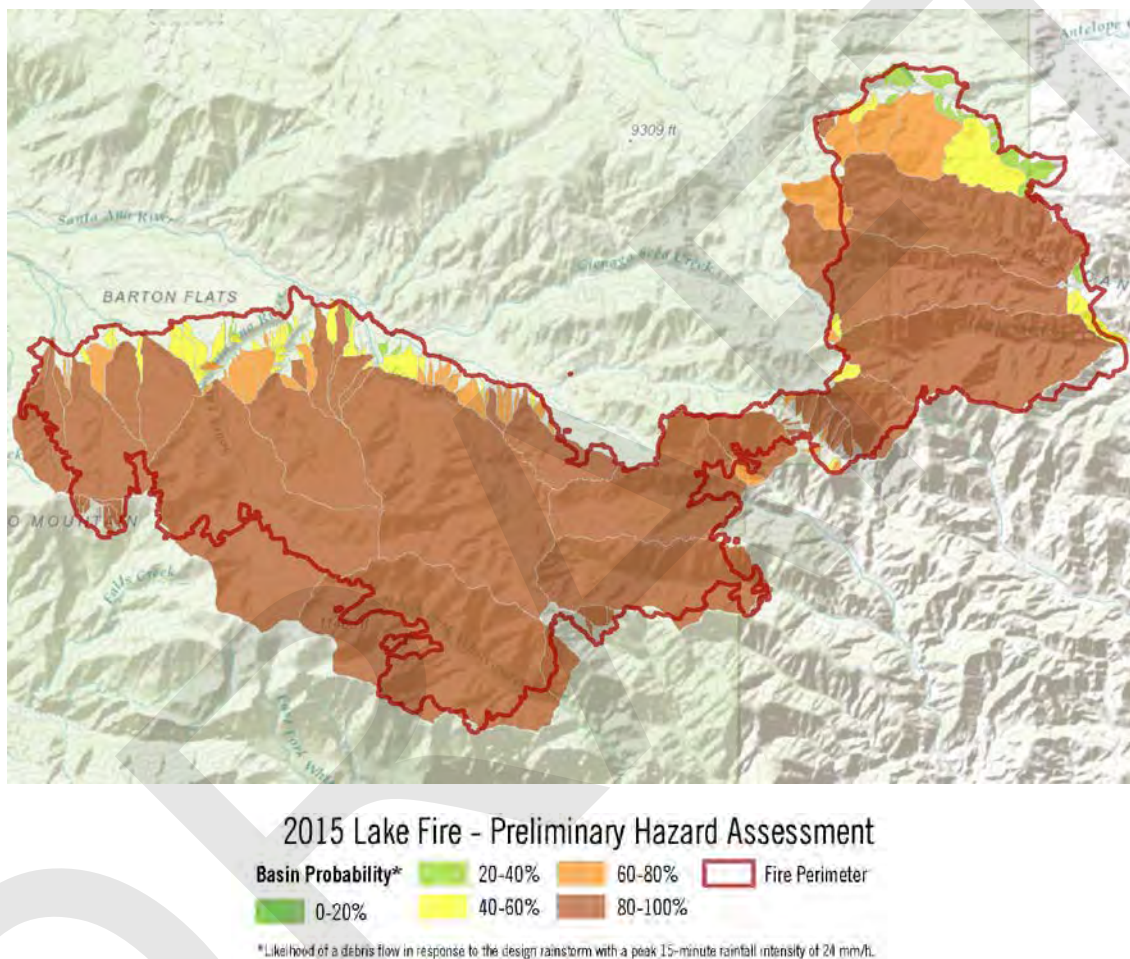 Antelope
9309 ft
Santa Ana River
Cienaga Seca Creek
BARTON FLATS
O MOUNTAIN
Falls Creek
2015 Lake Fire - Preliminary Hazard Assessment
Basin Probability*
20-40%
60-80%
Fire Perimeter
0-20%
40-60%
80-100%
*Likelihood of a debris flow in response to the design rainstorm with a peak 15-minute rainfall intensity of 24 mm/h.